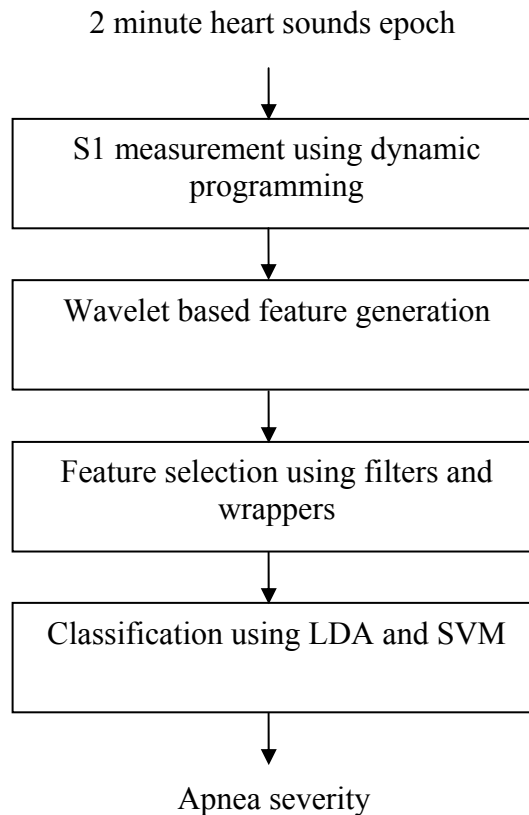 2 minute heart sounds epoch
S1 measurement using dynamic
programming
Wavelet based feature generation
Feature selection using filters and
wrappers
Classification using LDA and SVM
Apnea severity